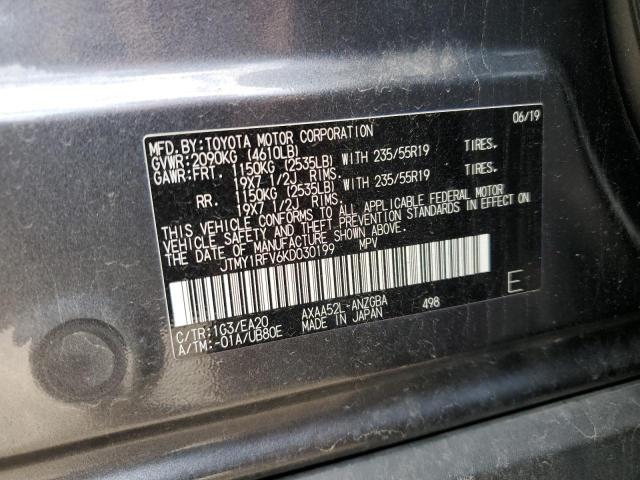 MFD.BY:TOYOTA MOTOR CORPORATION 06/19
GVWR:2090KG (4610LB)
GAWR:FRT. 1150KG (2535LB) WITH 235/55R19 TIRES.
19X7 1/2J RIMS.
RR. 1150KG (2535LB) WITH 235/55R19 TIRES.
19X7 1/2J RIMS.
THIS VEHICLE CONFORMS TO ALL APPLICABLE FEDERAL MOTOR
VEHICLE SAFETY AND THEFT PREVENTION STANDARDS IN EFFECT ON
THE DATE OF MANUFACTURE SHOWN ABOVE.
JTMY1RFV6KD030199 MPV
C/TR:1G3/EA20 AXAA52L-ANZGBA 498 E
A/TM:-01A/UB80E MADE IN JAPAN